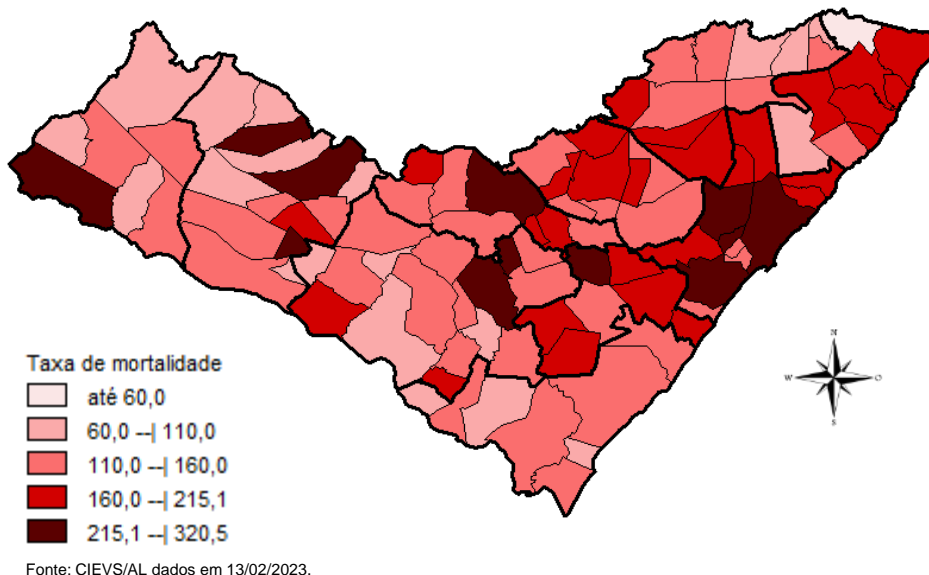 Taxa de mortalidade
até 60,0
60,0 --| 110,0
110,0 --| 160,0
160,0 --| 215,1
215,1 --| 320,5
N
W
O
S
Fonte: CIEVS/AL dados em 13/02/2023.